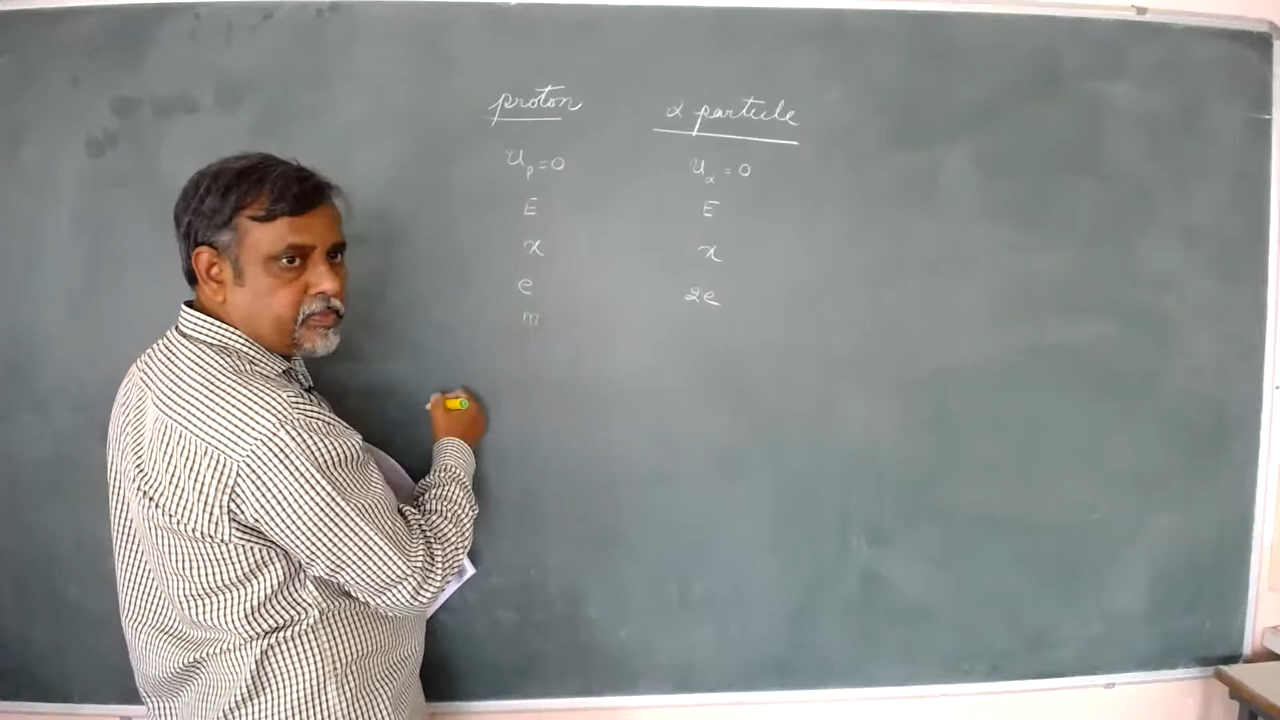 proton α particle
u_p = 0 u_α = 0
E E
x x
e 2e
m